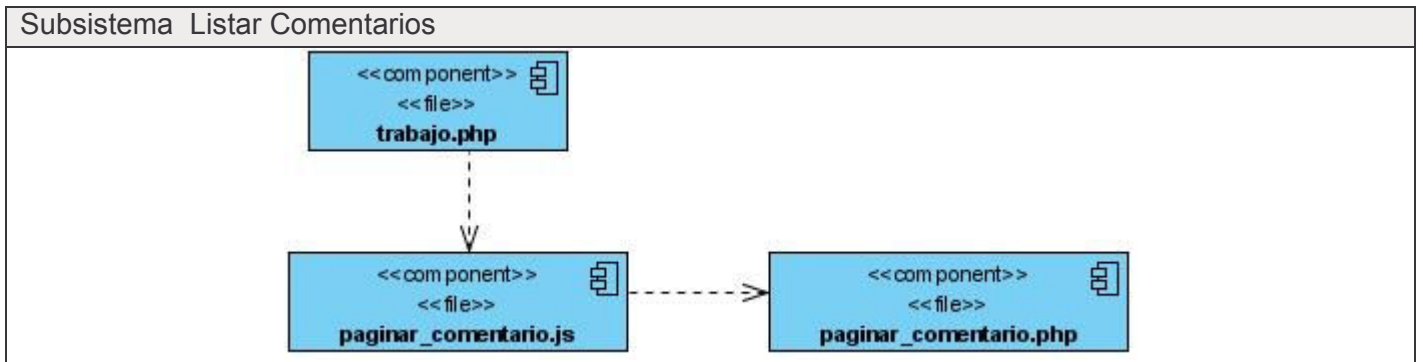 Subsistema Listar Comentarios
<<component>>
<<file>>
trabajo.php
<<component>>
<<file>>
paginar_comentario.js
<<component>>
<<file>>
paginar_comentario.php